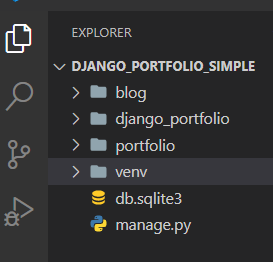 EXPLORER
DJANGO_PORTFOLIO_SIMPLE
blog
django_portfolio
portfolio
venv
db.sqlite3
manage.py